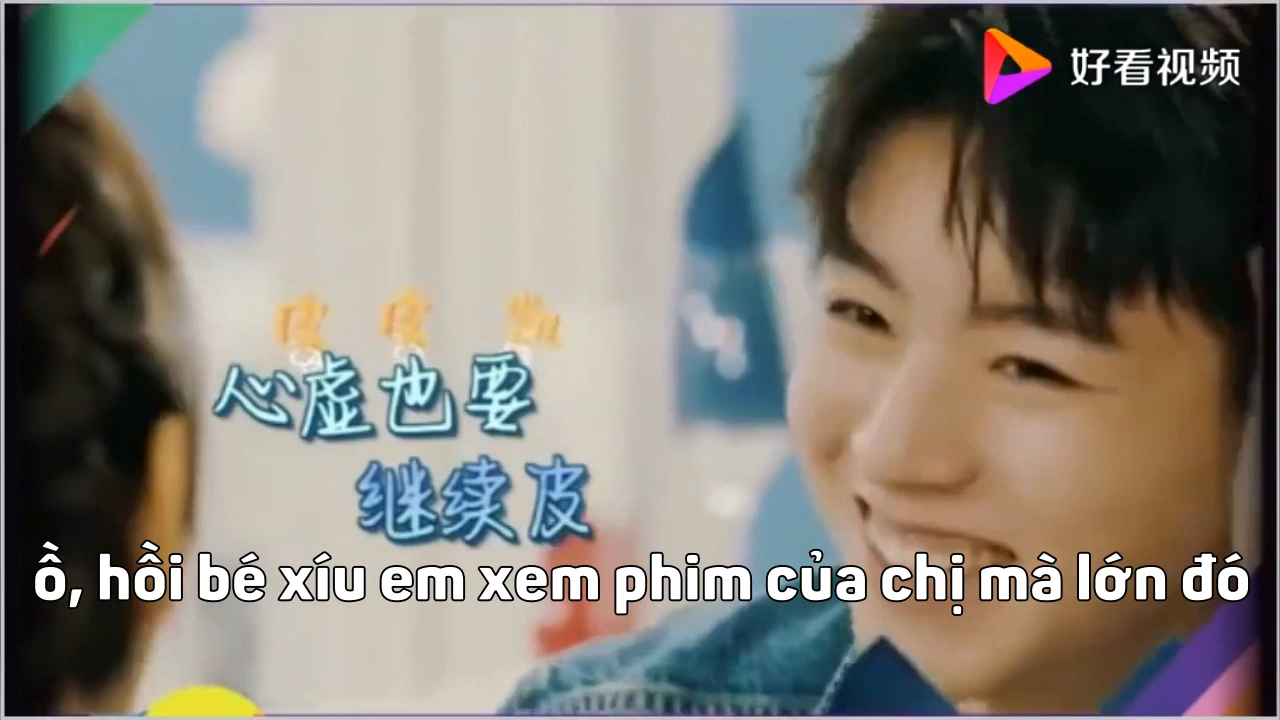 好看视频
心虚也要
继续皮
ồ, hồi bé xíu em xem phim của chị mà lớn đó